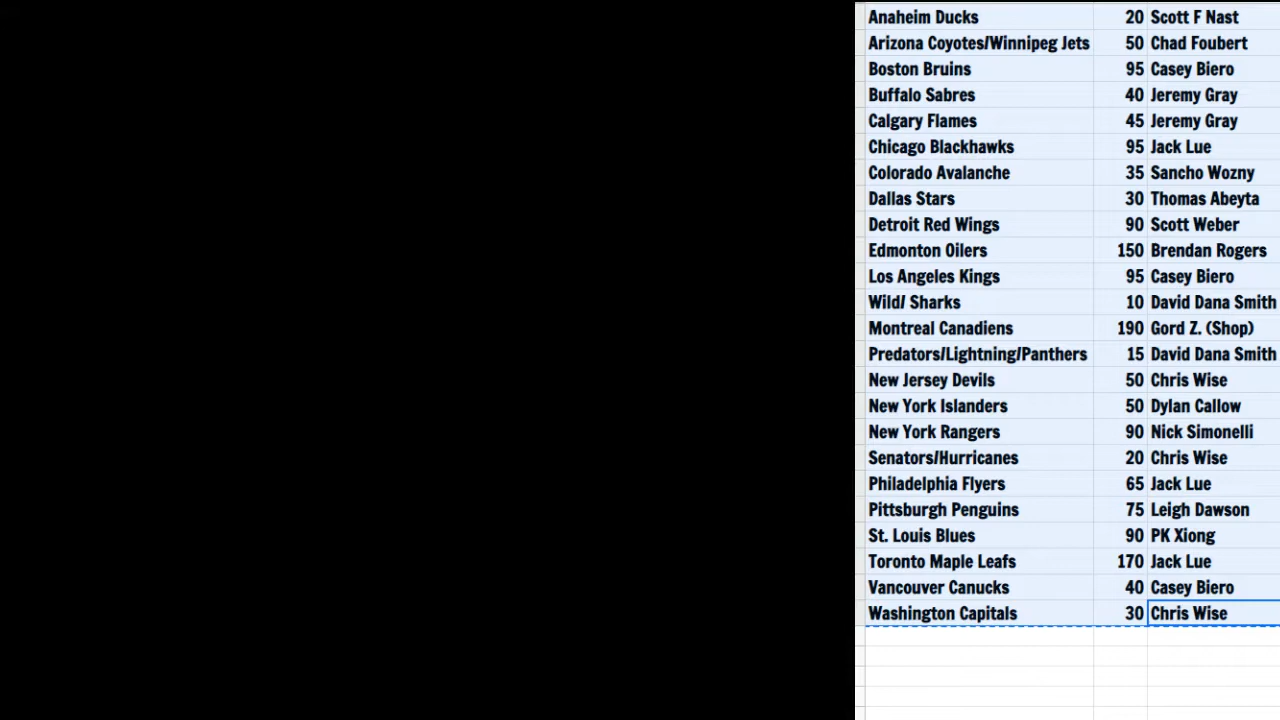 Anaheim Ducks 20 Scott F Nast
Arizona Coyotes/Winnipeg Jets 50 Chad Foubert
Boston Bruins 95 Casey Biero
Buffalo Sabres 40 Jeremy Gray
Calgary Flames 45 Jeremy Gray
Chicago Blackhawks 95 Jack Lue
Colorado Avalanche 35 Sancho Wozny
Dallas Stars 30 Thomas Abeyta
Detroit Red Wings 90 Scott Weber
Edmonton Oilers 150 Brendan Rogers
Los Angeles Kings 95 Casey Biero
Wild/ Sharks 10 David Dana Smith
Montreal Canadiens 190 Gord Z. (Shop)
Predators/Lightning/Panthers 15 David Dana Smith
New Jersey Devils 50 Chris Wise
New York Islanders 50 Dylan Callow
New York Rangers 90 Nick Simonelli
Senators/Hurricanes 20 Chris Wise
Philadelphia Flyers 65 Jack Lue
Pittsburgh Penguins 75 Leigh Dawson
St. Louis Blues 90 PK Xiong
Toronto Maple Leafs 170 Jack Lue
Vancouver Canucks 40 Casey Biero
Washington Capitals 30 Chris Wise